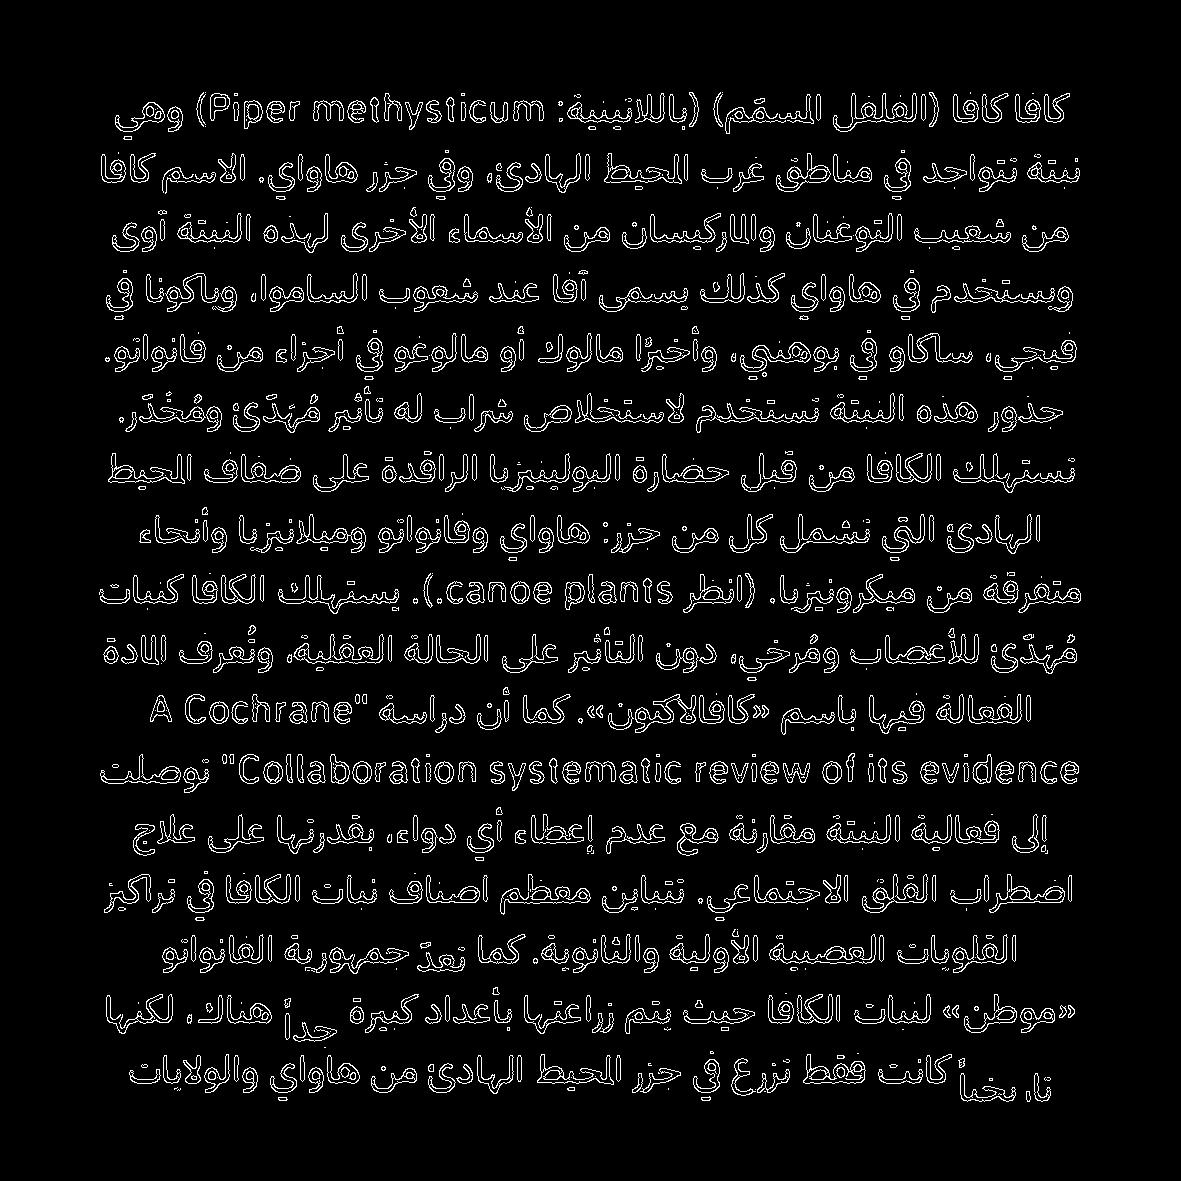 كافا كافا (الفلفل المسمّم) (باللاتينية: Piper methysticum) وهي
نبتة تتواجد في مناطق غرب المحيط الهادئ، وفي جزر هاواي. الاسم كافا
من شعيب التوغنان والماركيسان من الأسماء الأخرى لهذه النبتة آوى
ويستخدم في هاواي كذلك يسمى آفا عند شعوب الساموا، وياكونا في
فيجي، ساكاو في بوهنبي، وأخيرًا مالوك أو مالوغو في أجزاء من فانواتو.
جذور هذه النبتة تستخدم لاستخلاص شراب له تأثير مُهَدّئ ومُخْدّر.
تستهلك الكافا من قبل حضارة البولينيزيا الراقدة على ضفاف المحيط
الهادئ التي تشمل كل من جزر: هاواي وفانواتو وميلانيزيا وأنحاء
متفرقة من ميكرونيزيا. (انظر canoe plants.). يستهلك الكافا كنبات
مُهَدّئ للأعصاب ومُرخي، دون التأثير على الحالة العقلية، وتُعرف المادة
الفعالة فيها باسم «كافالاكتون». كما أن دراسة "A Cochrane
Collaboration systematic review of its evidence" توصلت
إلى فعالية النبتة مقارنة مع عدم إعطاء أي دواء، بقدرتها على علاج
اضطراب القلق الاجتماعي. تتباين معظم اصناف نبات الكافا في تراكيز
القلويات العصبية الأولية والثانوية. كما تعدّ جمهورية الفانواتو
«موطن» لنبات الكافا حيث يتم زراعتها بأعداد كبيرة جداً هناك، لكنها
تاريخياً كانت فقط تزرع في جزر المحيط الهادئ من هاواي والولايات